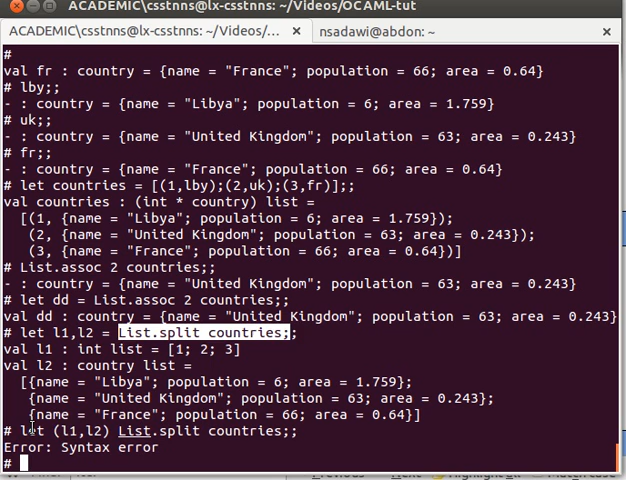 ACADEMIC\csstnns@lx-csstnns: ~/Videos/OCAML-tut
ACADEMIC\csstnns@lx-csstnns: ~/Videos/... × nsadawi@abdon: ~ ×
#
val fr : country = {name = "France"; population = 66; area = 0.64}
# lby;;
- : country = {name = "Libya"; population = 6; area = 1.759}
# uk;;
- : country = {name = "United Kingdom"; population = 63; area = 0.243}
# fr;;
- : country = {name = "France"; population = 66; area = 0.64}
# let countries = [(1,lby);(2,uk);(3,fr)];;
val countries : (int * country) list =
[(1, {name = "Libya"; population = 6; area = 1.759});
(2, {name = "United Kingdom"; population = 63; area = 0.243});
(3, {name = "France"; population = 66; area = 0.64})]
# List.assoc 2 countries;;
- : country = {name = "United Kingdom"; population = 63; area = 0.243}
# let dd = List.assoc 2 countries;;
val dd : country = {name = "United Kingdom"; population = 63; area = 0.243}
# let l1,l2 = List.split countries;;
val l1 : int list = [1; 2; 3]
val l2 : country list =
[{name = "Libya"; population = 6; area = 1.759};
{name = "United Kingdom"; population = 63; area = 0.243};
{name = "France"; population = 66; area = 0.64}]
# let (l1,l2) List.split countries;;
Error: Syntax error
#